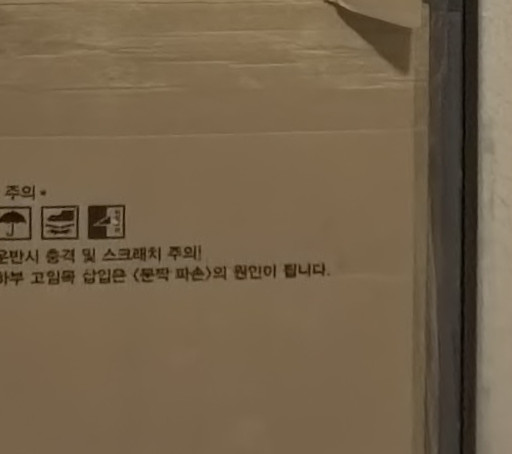 주의*
운반시 충격 및 스크래치 주의!
하부 고임목 삽입은 <문짝 파손>의 원인이 됩니다.